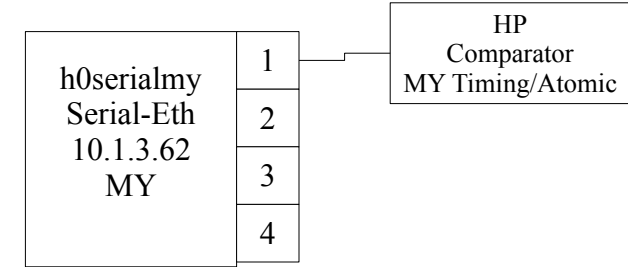 h0serialmy
Serial-Eth
10.1.3.62
MY
1
2
3
4
HP
Comparator
MY Timing/Atomic